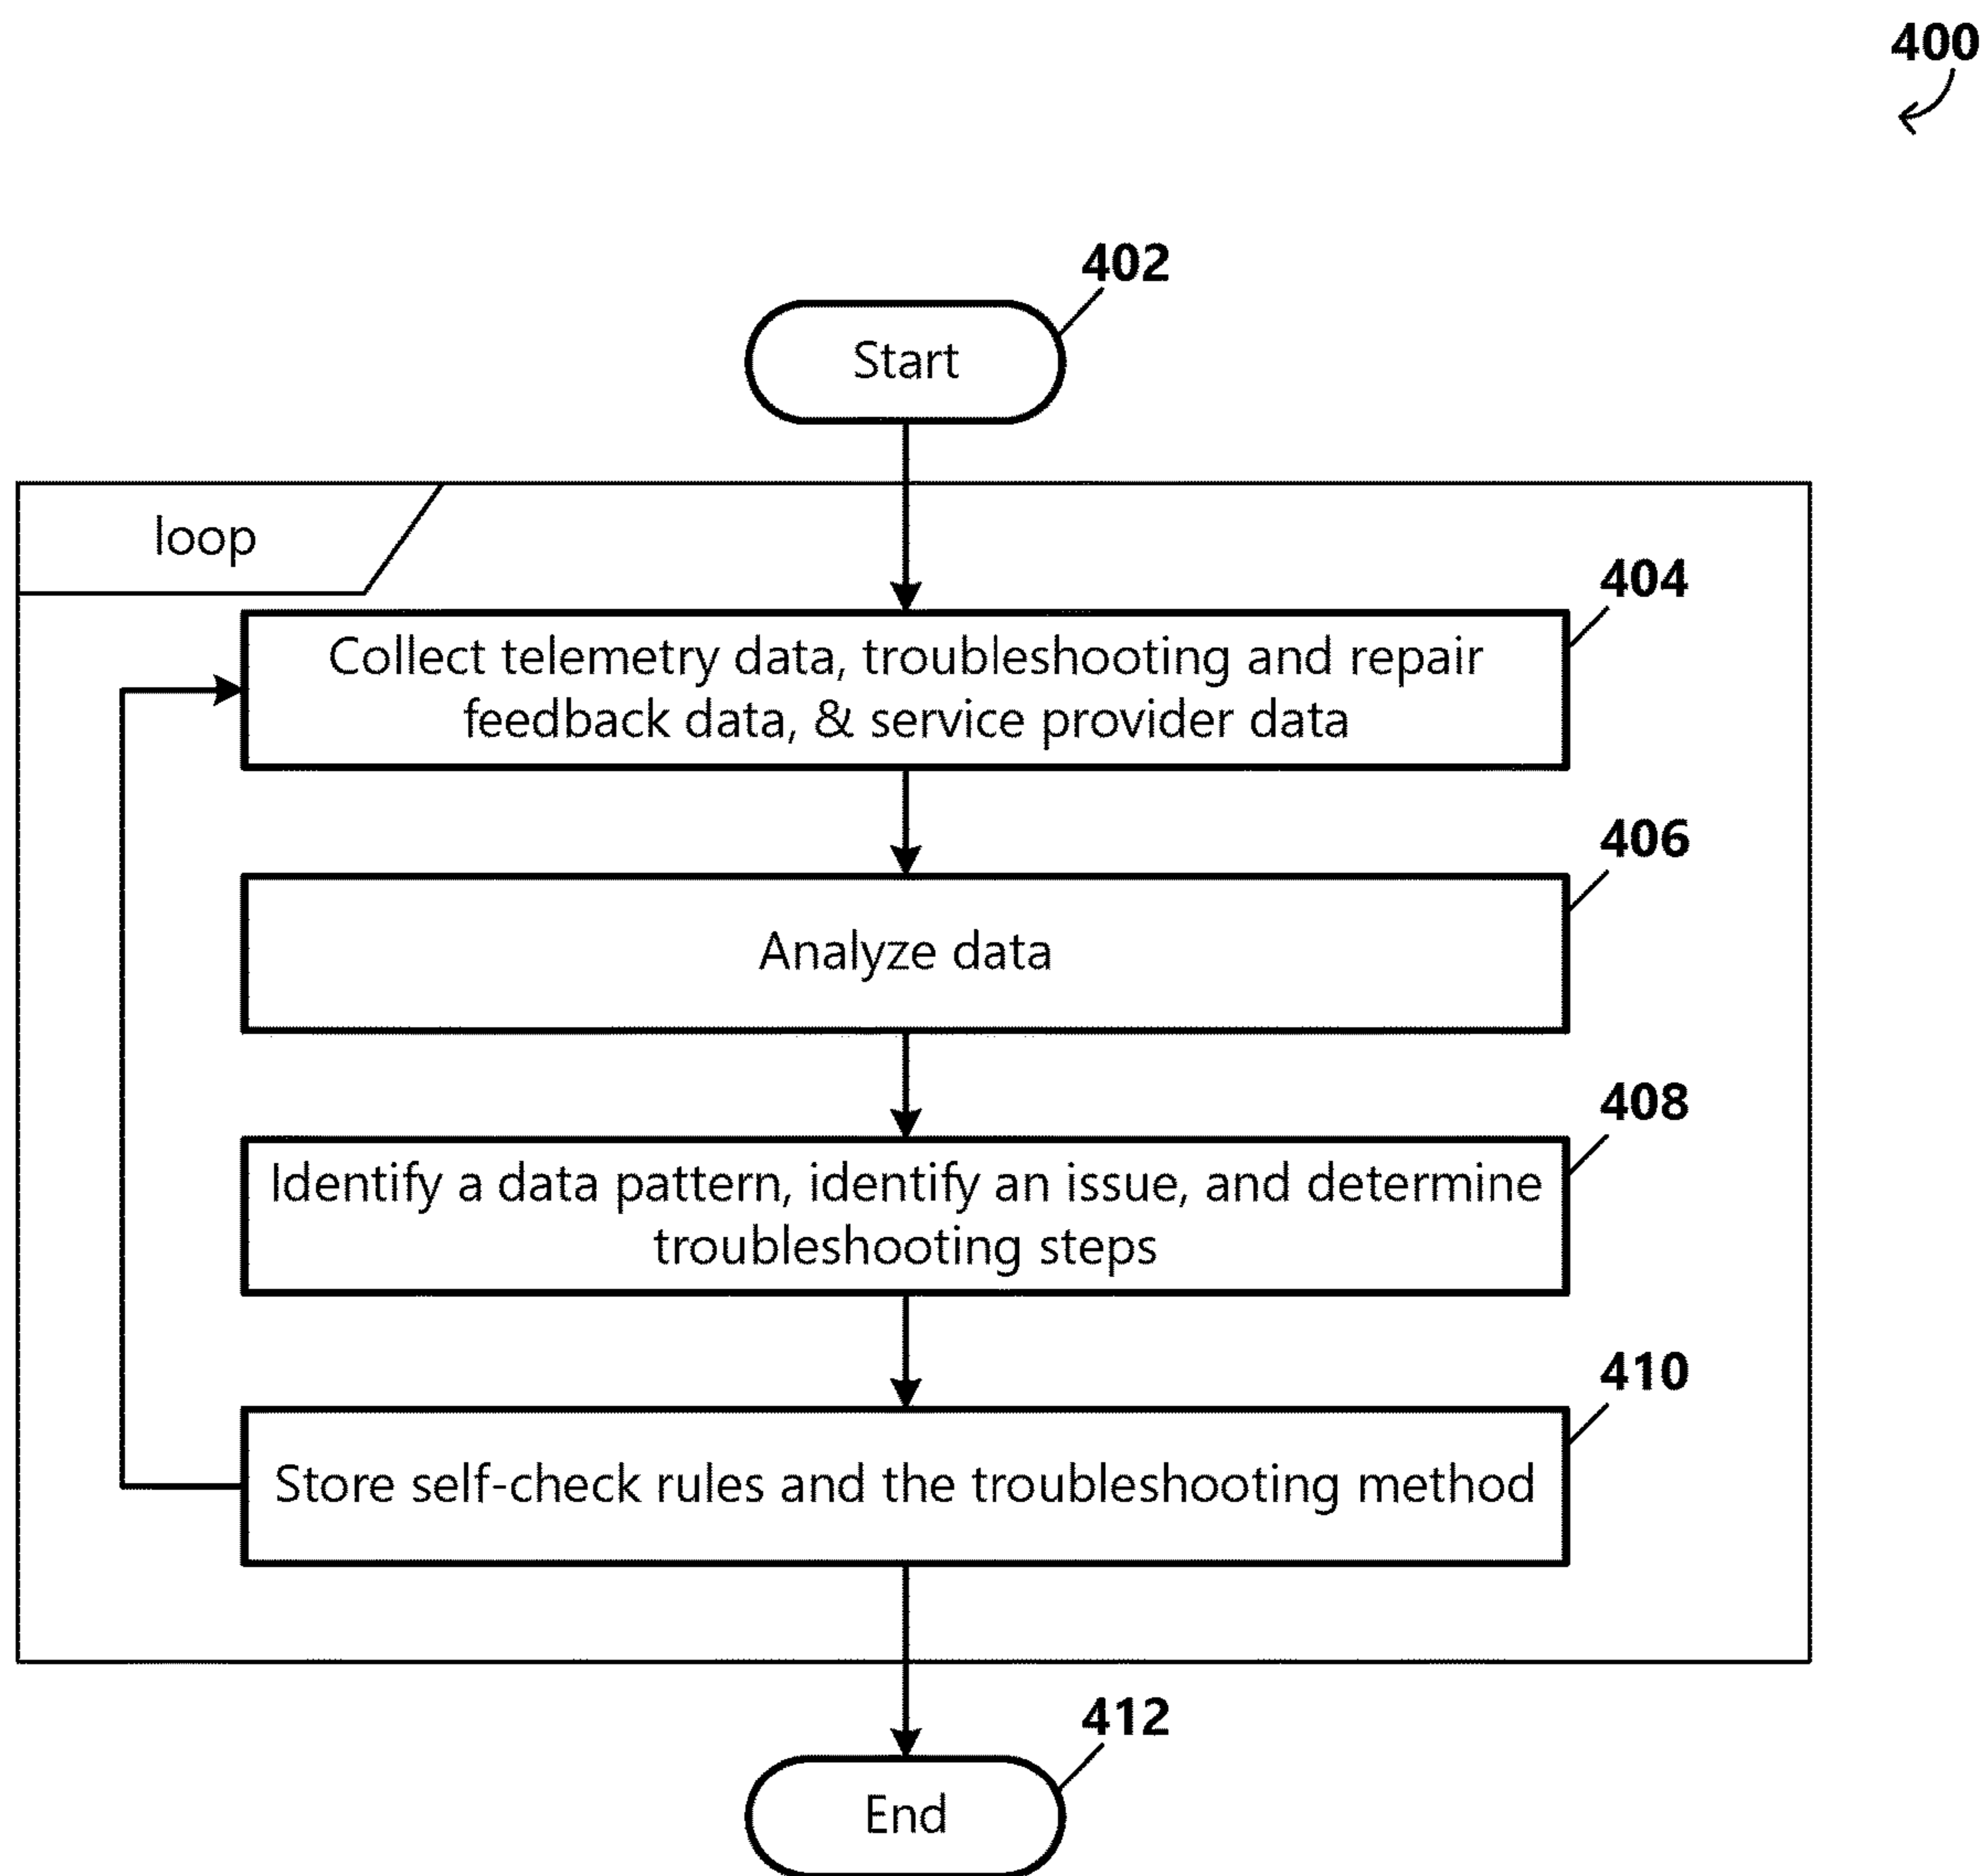 400
402
Start
loop
404
Collect telemetry data, troubleshooting and repair
feedback data, & service provider data
406
Analyze data
408
Identify a data pattern, identify an issue, and determine
troubleshooting steps
410
Store self-check rules and the troubleshooting method
412
End